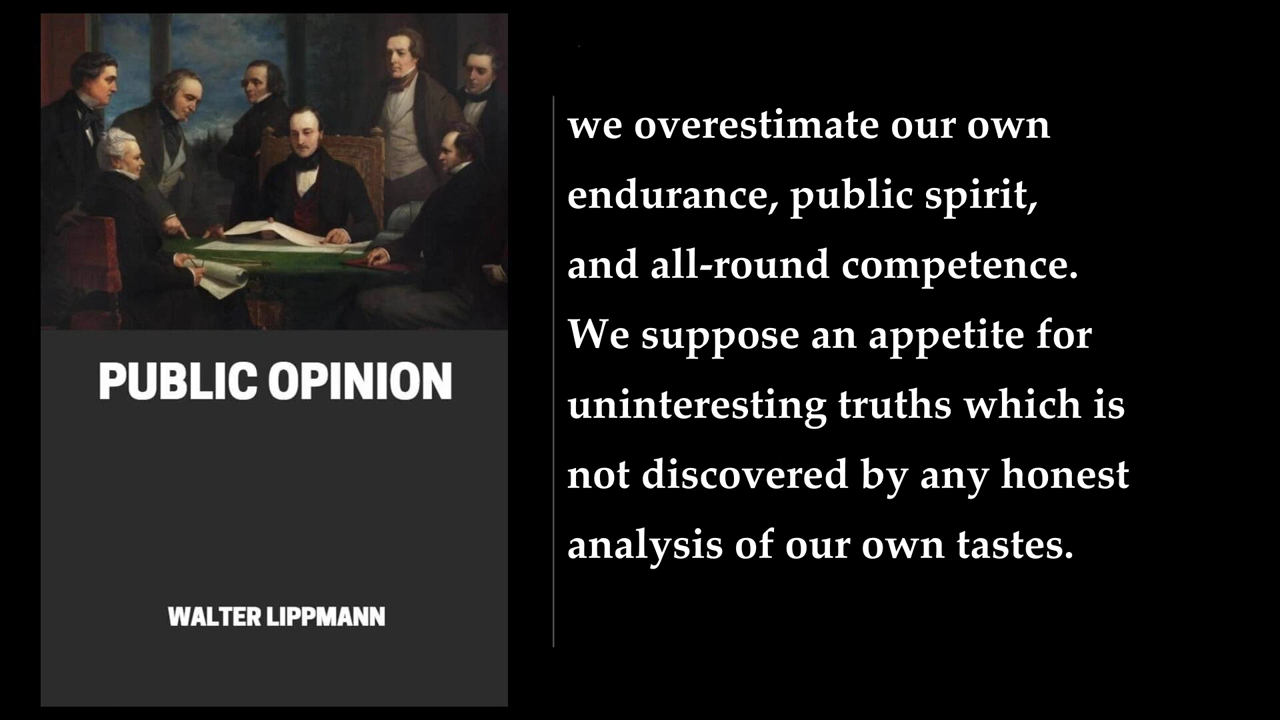 PUBLIC OPINION
WALTER LIPPMANN
we overestimate our own
endurance, public spirit,
and all-round competence.
We suppose an appetite for
uninteresting truths which is
not discovered by any honest
analysis of our own tastes.